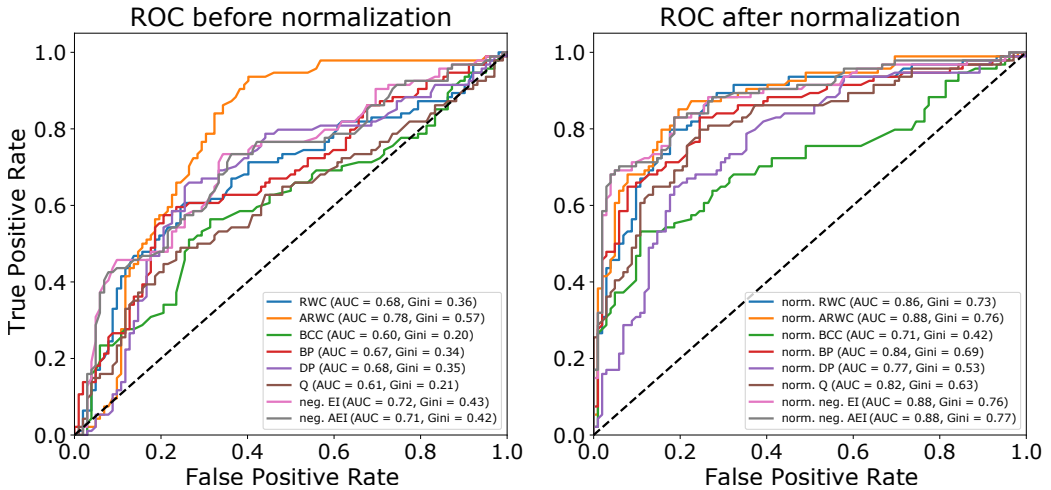 ROC before normalization
True Positive Rate
1.0
0.8
0.6
0.4
0.2
0.0
RWC (AUC = 0.68, Gini = 0.36)
ARWC (AUC = 0.78, Gini = 0.57)
BCC (AUC = 0.60, Gini = 0.20)
BP (AUC = 0.67, Gini = 0.34)
DP (AUC = 0.68, Gini = 0.35)
Q (AUC = 0.61, Gini = 0.21)
neg. EI (AUC = 0.72, Gini = 0.43)
neg. AEI (AUC = 0.71, Gini = 0.42)
0.0 0.2 0.4 0.6 0.8 1.0
False Positive Rate
ROC after normalization
1.0
0.8
0.6
0.4
0.2
0.0
norm. RWC (AUC = 0.86, Gini = 0.73)
norm. ARWC (AUC = 0.88, Gini = 0.76)
norm. BCC (AUC = 0.71, Gini = 0.42)
norm. BP (AUC = 0.84, Gini = 0.69)
norm. DP (AUC = 0.77, Gini = 0.53)
norm. Q (AUC = 0.82, Gini = 0.63)
norm. neg. EI (AUC = 0.88, Gini = 0.76)
norm. neg. AEI (AUC = 0.88, Gini = 0.77)
0.0 0.2 0.4 0.6 0.8 1.0
False Positive Rate